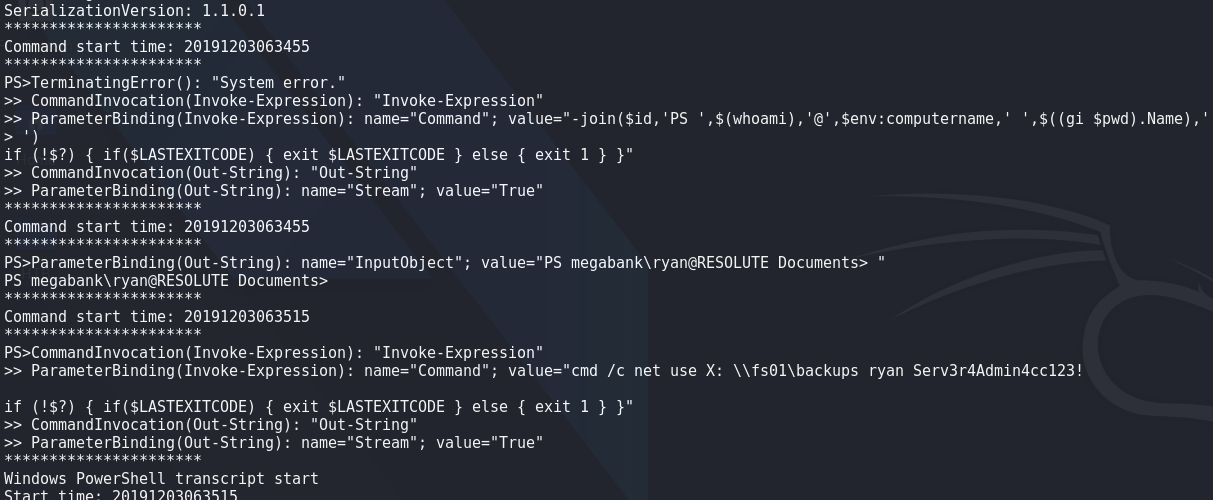 SerializationVersion: 1.1.0.1
**********************
Command start time: 20191203063455
**********************
PS>TerminatingError(): "System error."
>> CommandInvocation(Invoke-Expression): "Invoke-Expression"
>> ParameterBinding(Invoke-Expression): name="Command"; value="-join($id,'PS ',$(whoami),'@',$env:computername,' ',$((gi $pwd).Name),'
> ')
if (!$?) { if($LASTEXITCODE) { exit $LASTEXITCODE } else { exit 1 } }"
>> CommandInvocation(Out-String): "Out-String"
>> ParameterBinding(Out-String): name="Stream"; value="True"
**********************
Command start time: 20191203063455
**********************
PS>ParameterBinding(Out-String): name="InputObject"; value="PS megabank\ryan@RESOLUTE Documents> "
PS megabank\ryan@RESOLUTE Documents>
**********************
Command start time: 20191203063515
**********************
PS>CommandInvocation(Invoke-Expression): "Invoke-Expression"
>> ParameterBinding(Invoke-Expression): name="Command"; value="cmd /c net use X: \\fs01\backups ryan Serv3r4Admin4cc123!
if (!$?) { if($LASTEXITCODE) { exit $LASTEXITCODE } else { exit 1 } }"
>> CommandInvocation(Out-String): "Out-String"
>> ParameterBinding(Out-String): name="Stream"; value="True"
**********************
Windows PowerShell transcript start
Start time: 20191203063515